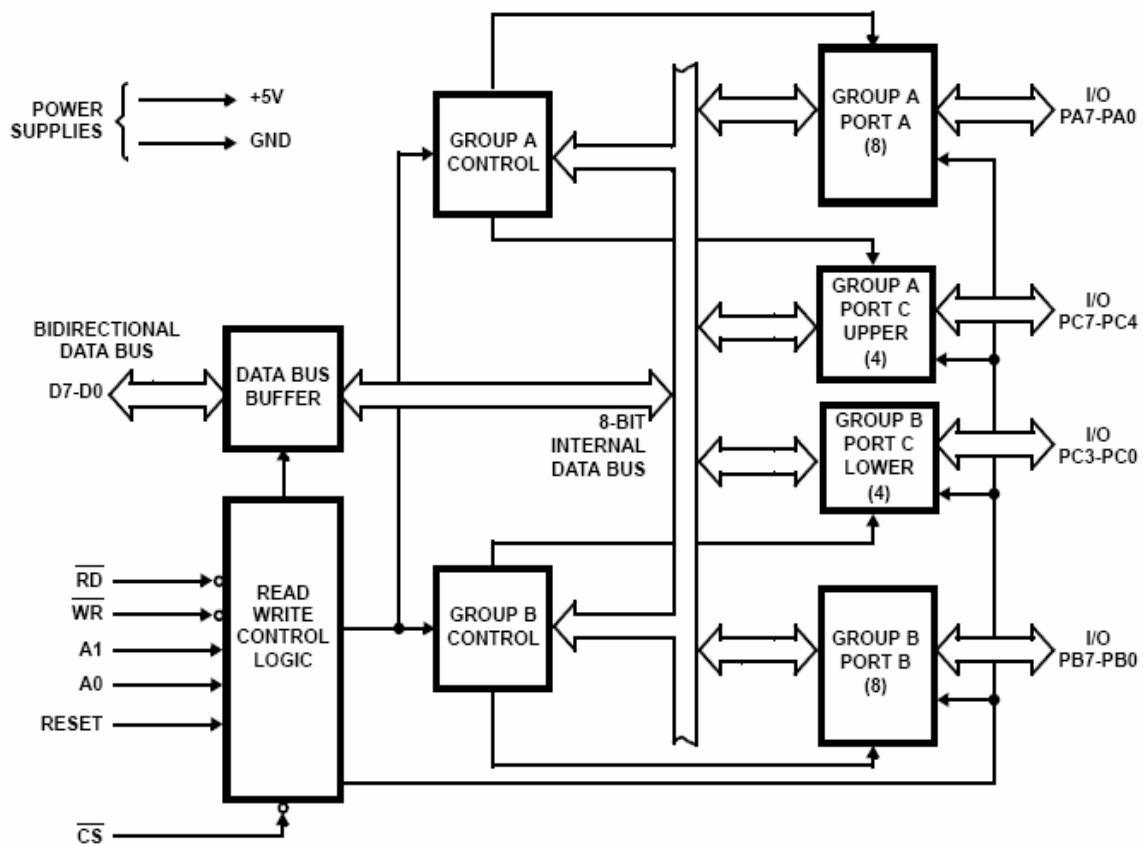 POWER
SUPPLIES
+5V
GND
GROUP A
CONTROL
GROUP A
PORT A
(8)
I/O
PA7-PA0
GROUP A
PORT C
UPPER
(4)
I/O
PC7-PC4
BIDIRECTIONAL
DATA BUS
D7-D0
DATA BUS
BUFFER
8-BIT
INTERNAL
DATA BUS
GROUP B
PORT C
LOWER
(4)
I/O
PC3-PC0
RD
WR
A1
A0
RESET
CS
READ
WRITE
CONTROL
LOGIC
GROUP B
CONTROL
GROUP B
PORT B
(8)
I/O
PB7-PB0